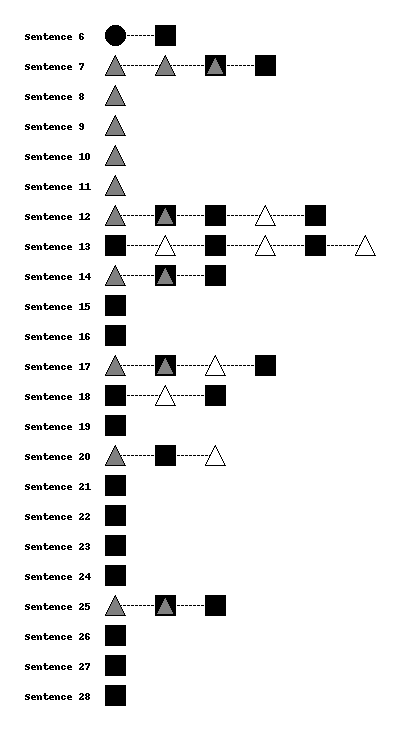 Sentence 6
Sentence 7
Sentence 8
Sentence 9
Sentence 10
Sentence 11
Sentence 12
Sentence 13
Sentence 14
Sentence 15
Sentence 16
Sentence 17
Sentence 18
Sentence 19
Sentence 20
Sentence 21
Sentence 22
Sentence 23
Sentence 24
Sentence 25
Sentence 26
Sentence 27
Sentence 28